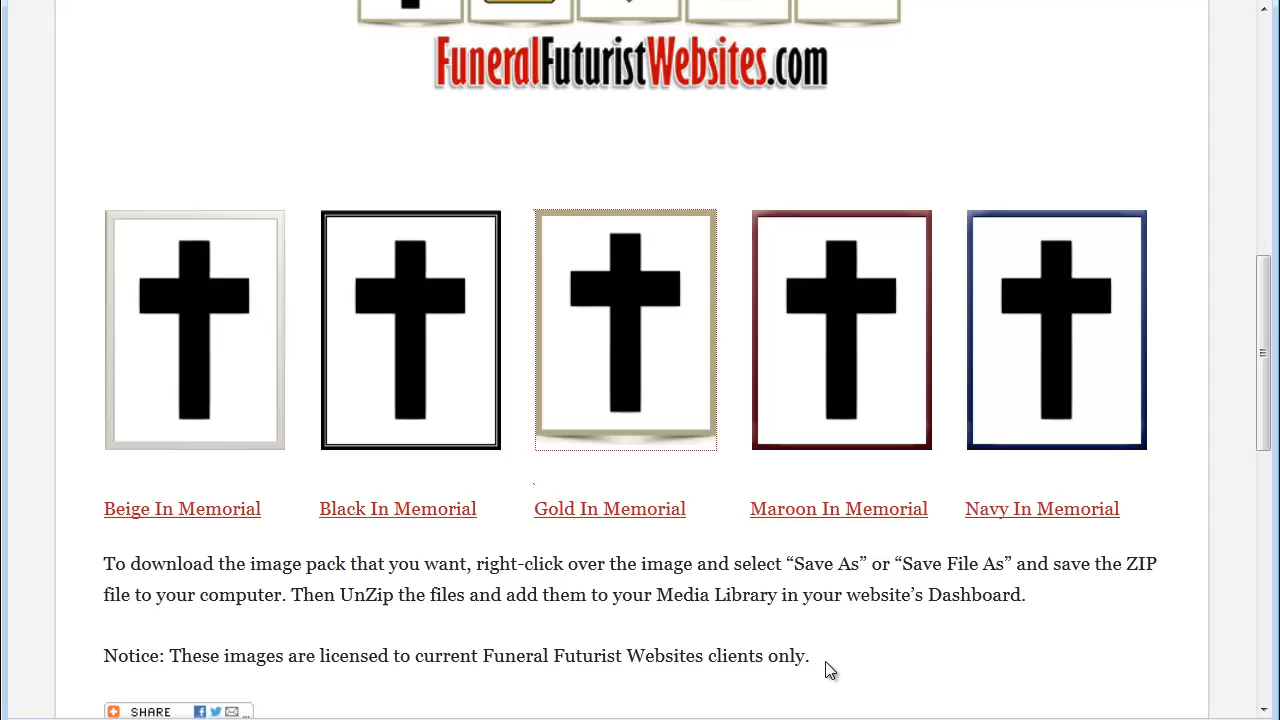 FuneralFuturistWebsites.com
Beige In Memorial
Black In Memorial
Gold In Memorial
Maroon In Memorial
Navy In Memorial
To download the image pack that you want, right-click over the image and select “Save As” or “Save File As” and save the ZIP
file to your computer. Then UnZip the files and add them to your Media Library in your website’s Dashboard.
Notice: These images are licensed to current Funeral Futurist Websites clients only.
SHARE ...